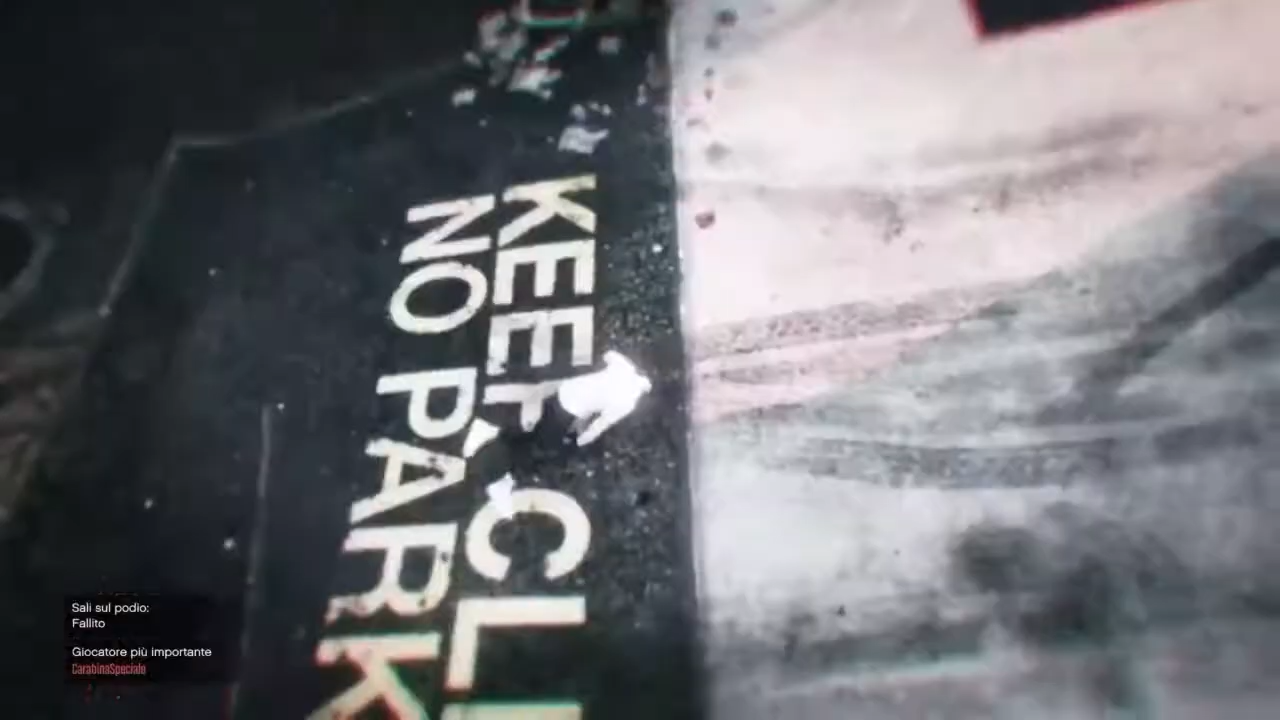 KEEP CL
NO PARK
Sali sul podio:
Fallito
Giocatore più importante
CarabinaSpeciale